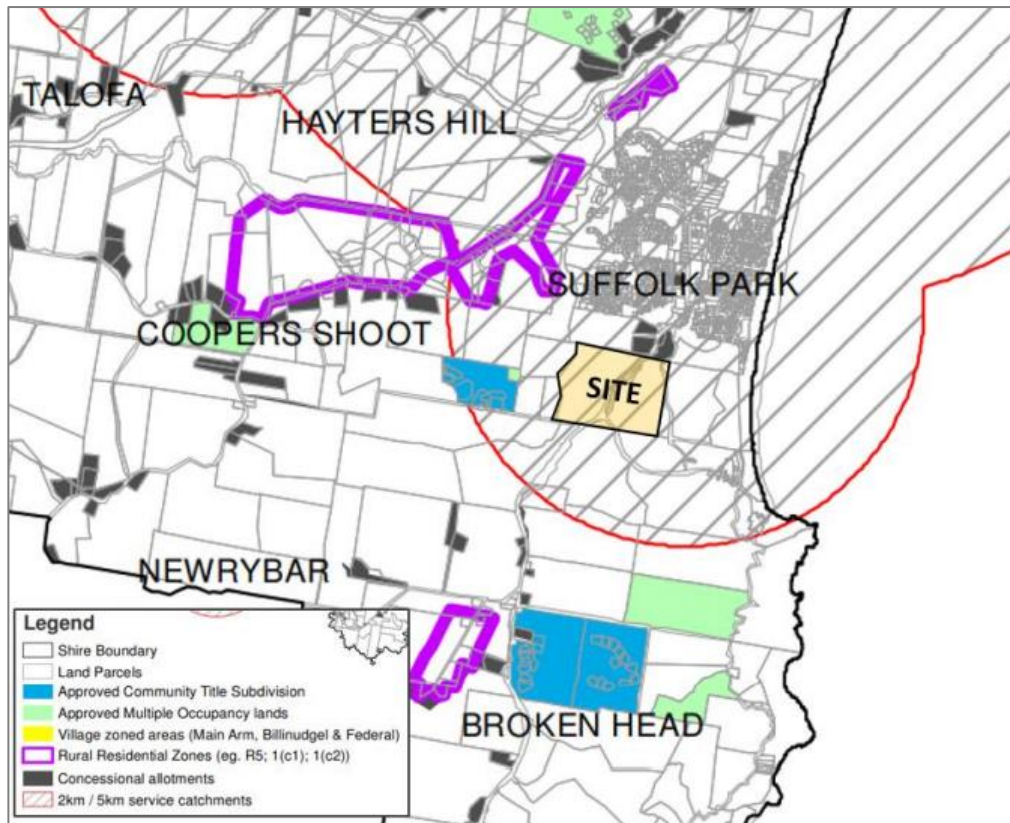 TALOFA
HAYTERS HILL
SUFFOLK PARK
COOPERS SHOOT
SITE
NEWRYBAR
BROKEN HEAD
Legend
Shire Boundary
Land Parcels
Approved Community Title Subdivision
Approved Multiple Occupancy lands
Village zoned areas (Main Arm, Billinudgel & Federal)
Rural Residential Zones (eg. R5; 1(c1); 1(c2))
Concessional allotments
2km / 5km service catchments